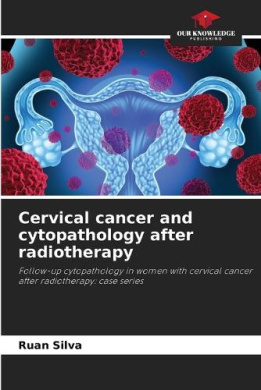 OUR KNOWLEDGE
PUBLISHING
Cervical cancer and
cytopathology after
radiotherapy
Follow-up cytopathology in women with cervical cancer
after radiotherapy: case series
Ruan Silva